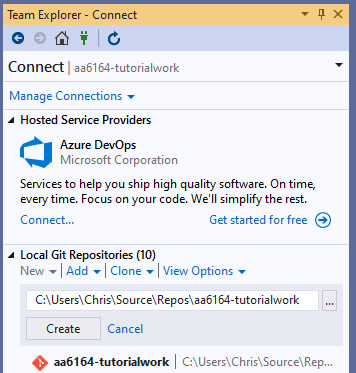 Team Explorer - Connect
Connect | aa6164-tutorialwork
Manage Connections
Hosted Service Providers
Azure DevOps
Microsoft Corporation
Services to help you ship high quality software. On time,
every time. Focus on your code. We'll simplify the rest.
Connect... Get started for free
Local Git Repositories (10)
New | Add | Clone | View Options
C:\Users\Chris\Source\Repos\aa6164-tutorialwork ...
Create Cancel
aa6164-tutorialwork | C:\Users\Chris\Source\Rep...